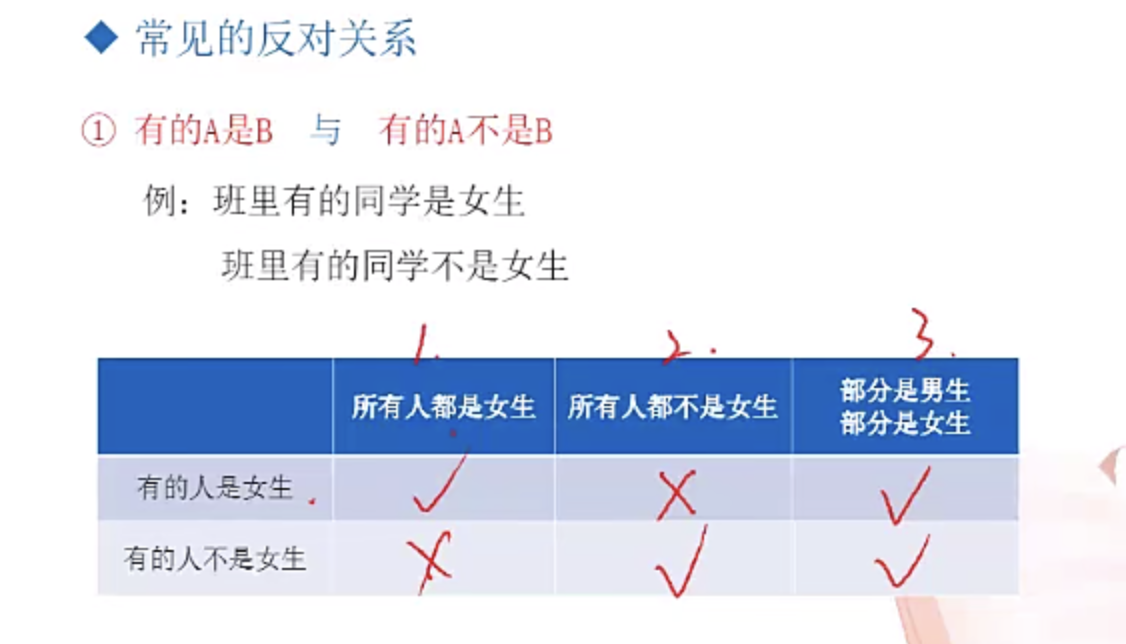 ◆ 常见的反对关系
① 有的A是B 与 有的A不是B
例：班里有的同学是女生
班里有的同学不是女生
1. 2. 3.
所有人都是女生 所有人都不是女生 部分是男生
部分是女生
有的人是女生 ✓ ✗ ✓
有的人不是女生 ✗ ✓ ✓